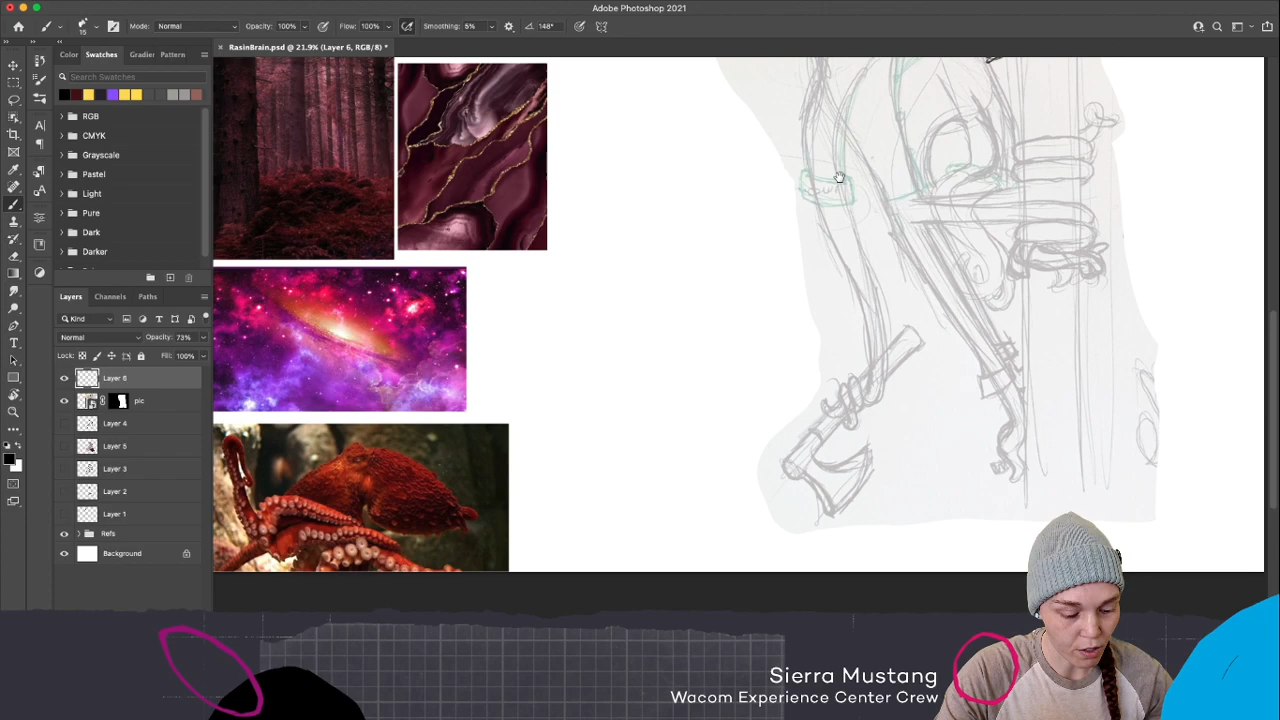 Adobe Photoshop 2021
15 Mode: Normal Opacity: 100% Flow: 100% Smoothing: 5% 148°
RasinBrain.psd @ 21.9% (Layer 6, RGB/8) *
Color Swatches Gradier Pattern
Search Swatches
RGB
CMYK
Grayscale
Pastel
Light
Pure
Dark
Darker
Layers Channels Paths
Kind
Normal Opacity: 73%
Lock: Fill: 100%
Layer 6
pic
Layer 4
Layer 5
Layer 3
Layer 2
Layer 1
Refs
Background
Sierra Mustang
Wacom Experience Center Crew